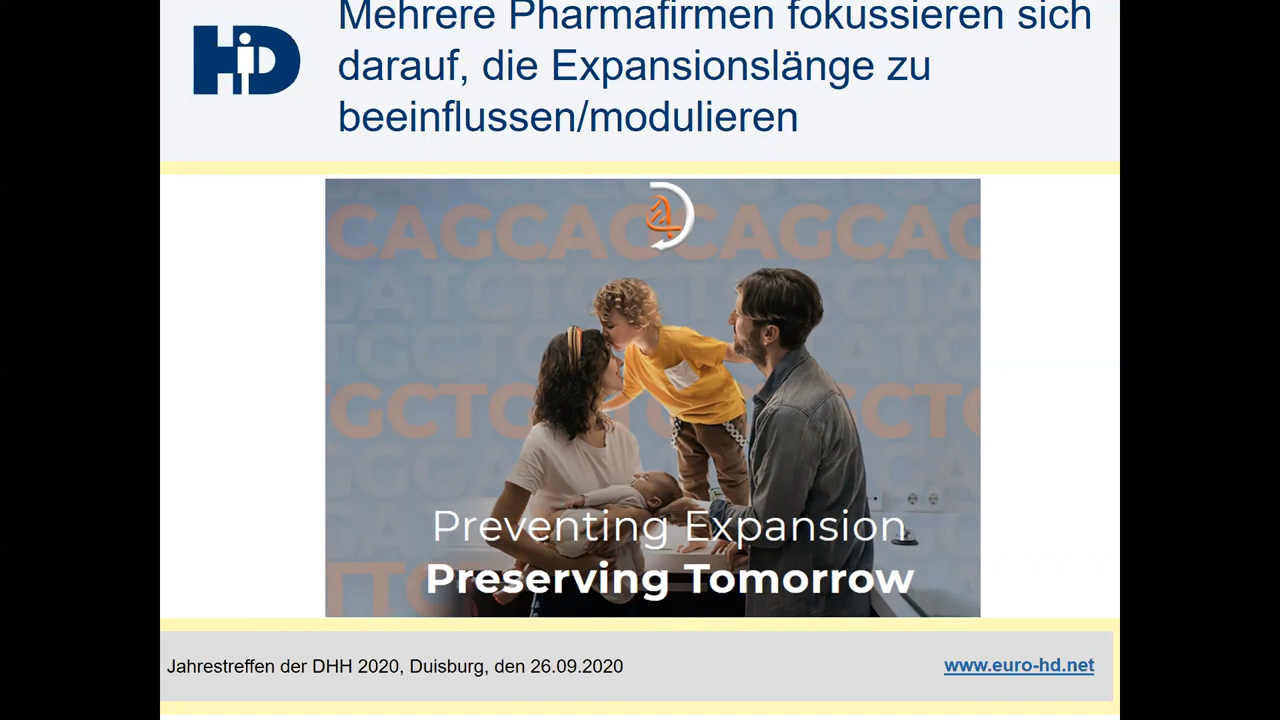 HD
Mehrere Pharmafirmen fokussieren sich
darauf, die Expansionslänge zu
beeinflussen/modulieren
CAGCAGCAGCAGC
Preventing Expansion
Preserving Tomorrow
Jahrestreffen der DHH 2020, Duisburg, den 26.09.2020
www.euro-hd.net